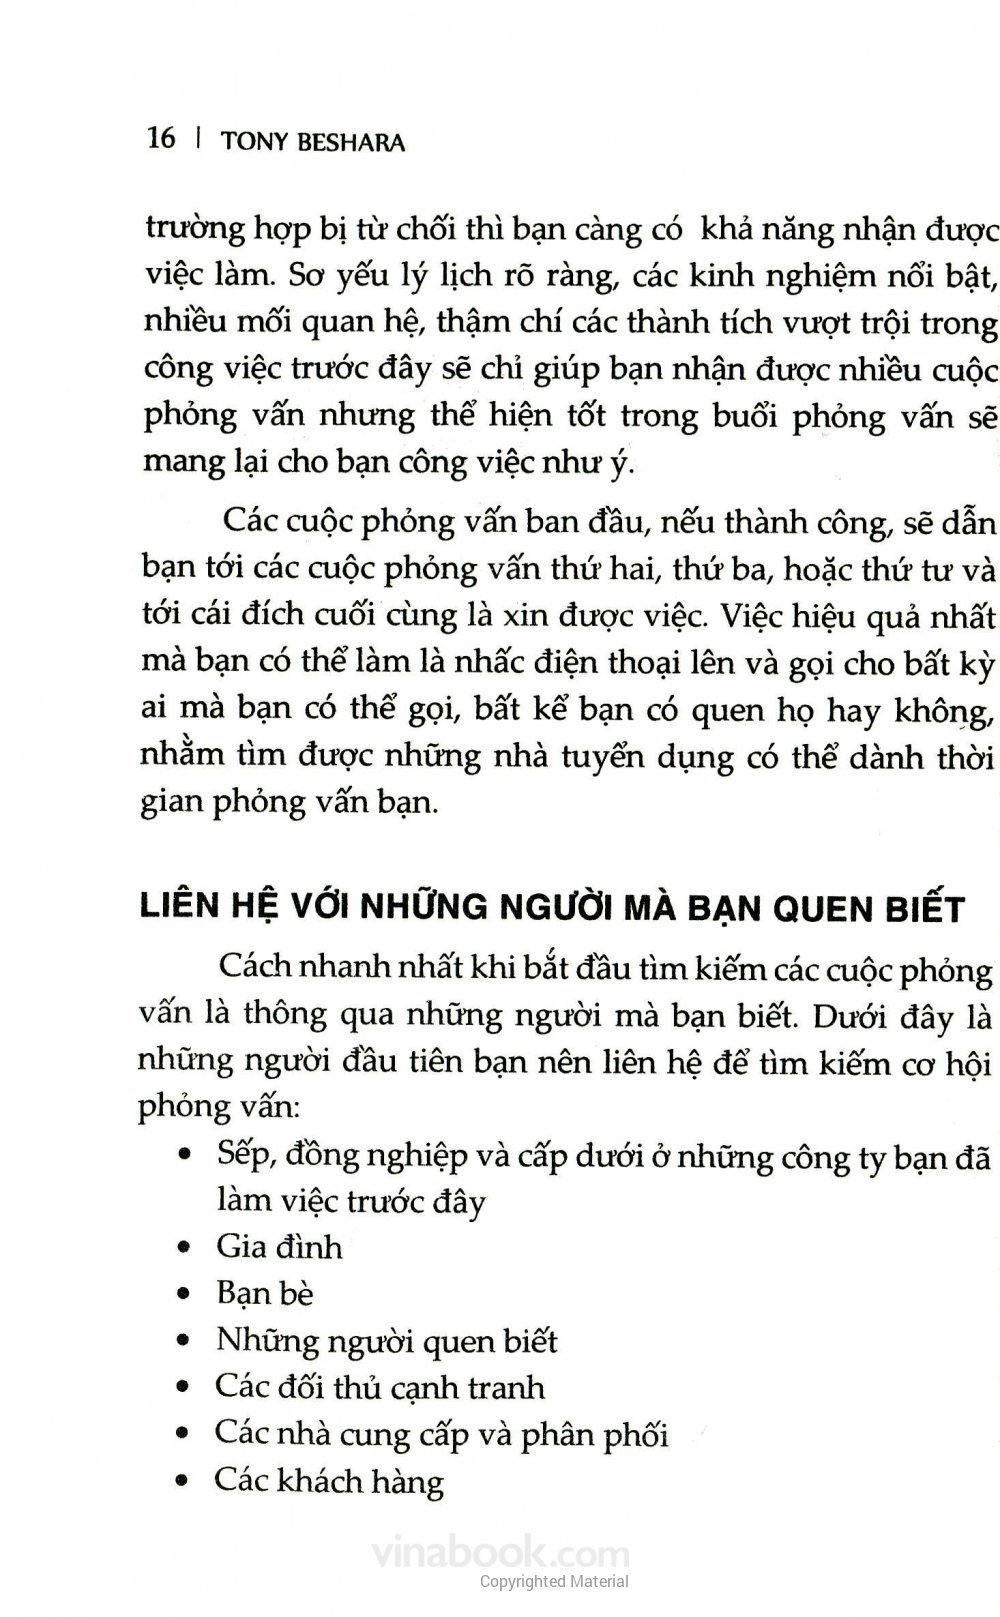 16 | TONY BESHARA
trường hợp bị từ chối thì bạn càng có khả năng nhận được
việc làm. Sơ yếu lý lịch rõ ràng, các kinh nghiệm nổi bật,
nhiều mối quan hệ, thậm chí các thành tích vượt trội trong
công việc trước đây sẽ chỉ giúp bạn nhận được nhiều cuộc
phỏng vấn nhưng thể hiện tốt trong buổi phỏng vấn sẽ
mang lại cho bạn công việc như ý.
Các cuộc phỏng vấn ban đầu, nếu thành công, sẽ dẫn
bạn tới các cuộc phỏng vấn thứ hai, thứ ba, hoặc thứ tư và
tới cái đích cuối cùng là xin được việc. Việc hiệu quả nhất
mà bạn có thể làm là nhấc điện thoại lên và gọi cho bất kỳ
ai mà bạn có thể gọi, bất kể bạn có quen họ hay không,
nhằm tìm được những nhà tuyển dụng có thể dành thời
gian phỏng vấn bạn.
LIÊN HỆ VỚI NHỮNG NGƯỜI MÀ BẠN QUEN BIẾT
Cách nhanh nhất khi bắt đầu tìm kiếm các cuộc phỏng
vấn là thông qua những người mà bạn biết. Dưới đây là
những người đầu tiên bạn nên liên hệ để tìm kiếm cơ hội
phỏng vấn:
• Sếp, đồng nghiệp và cấp dưới ở những công ty bạn đã
làm việc trước đây
• Gia đình
• Bạn bè
• Những người quen biết
• Các đối thủ cạnh tranh
• Các nhà cung cấp và phân phối
• Các khách hàng
vinabook.com
Copyrighted Material